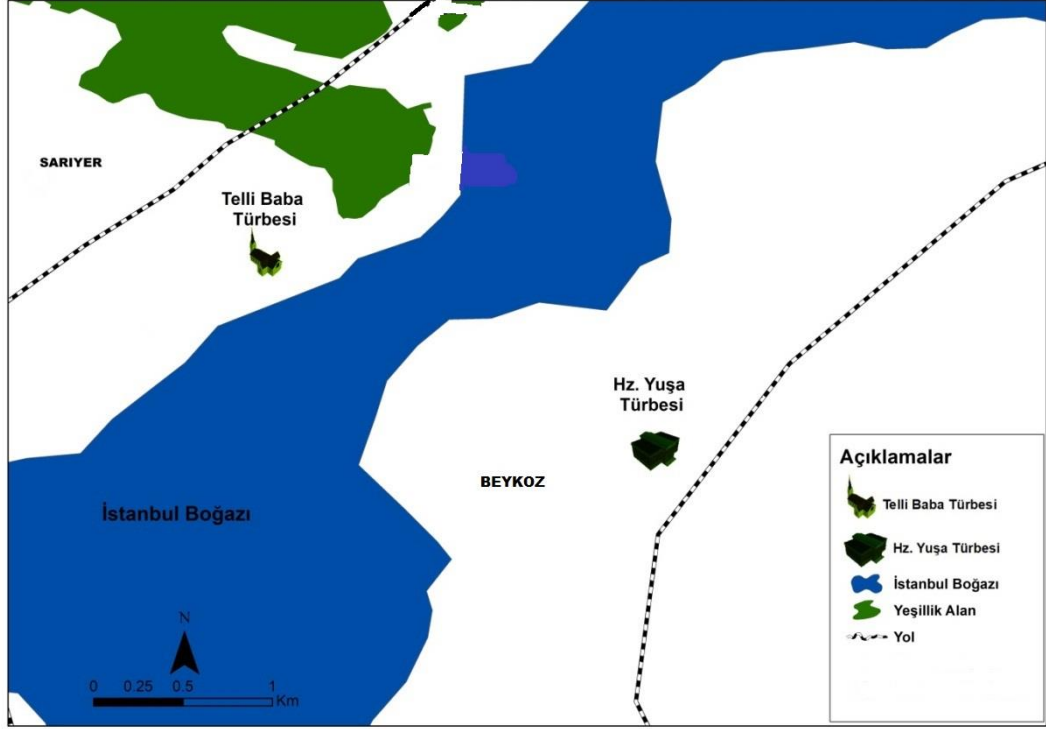 SARIYER
Telli Baba
Türbesi
Hz. Yuşa
Türbesi
BEYKOZ
İstanbul Boğazı
N
0 0.25 0.5 1
Km
Açıklamalar
Telli Baba Türbesi
Hz. Yuşa Türbesi
İstanbul Boğazı
Yeşillik Alan
Yol